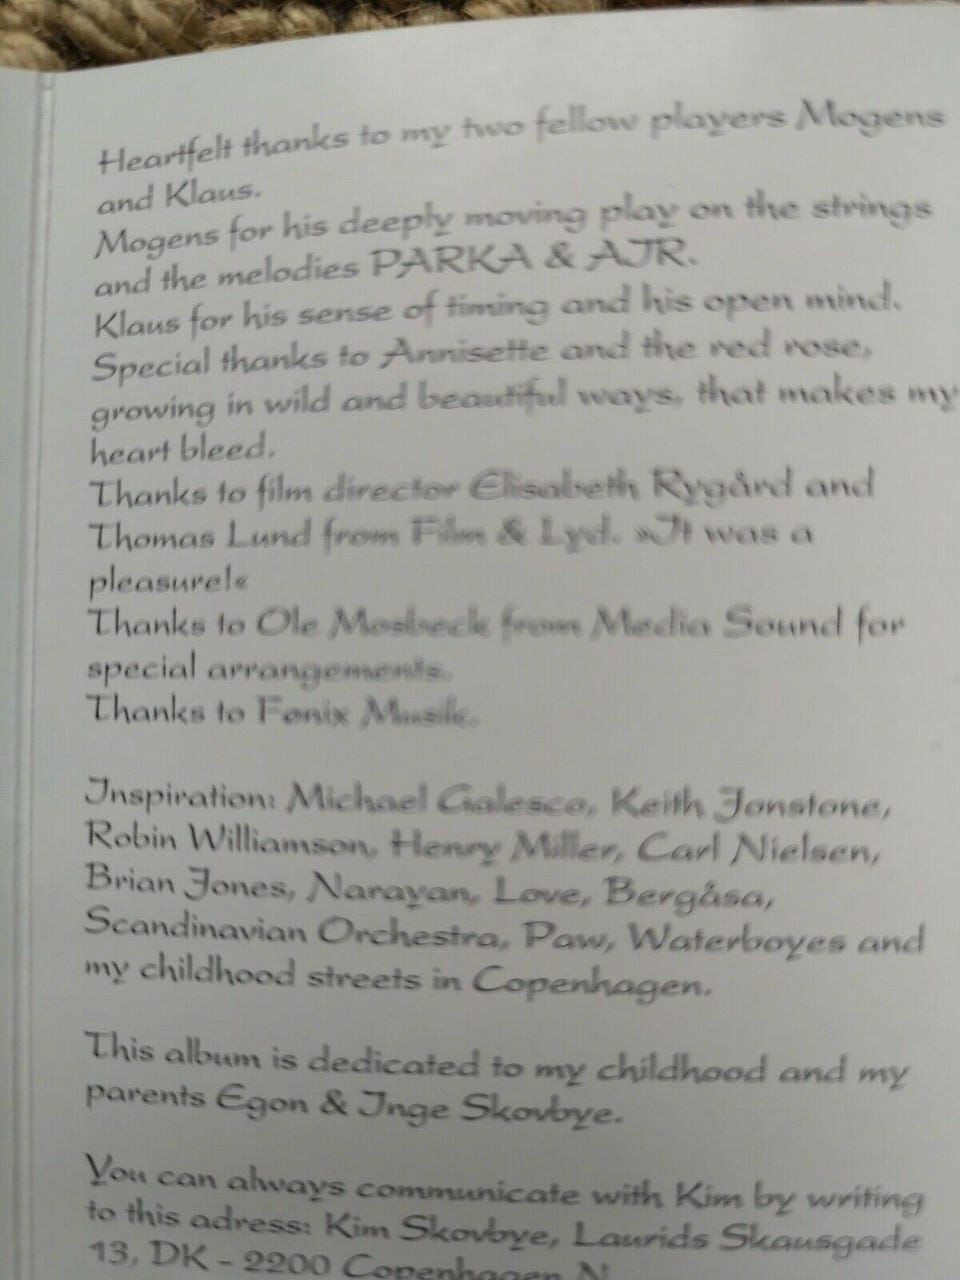 Heartfelt thanks to my two fellow players Mogens
and Klaus.
Mogens for his deeply moving play on the strings
and the melodies PARKA & AJR.
Klaus for his sense of timing and his open mind.
Special thanks to Annisette and the red rose,
growing in wild and beautiful ways, that makes my
heart bleed.
Thanks to film director Elisabeth Rygård and
Thomas Lund from Film & Lyd. »It was a
pleasure!«
Thanks to Ole Mosbeck from Media Sound for
special arrangements.
Thanks to Fønix Musik.
Inspiration: Michael Galesco, Keith Jonstone,
Robin Williamson, Henry Miller, Carl Nielsen,
Brian Jones, Narayan, Love, Bergåsa,
Scandinavian Orchestra, Paw, Waterboyes and
my childhood streets in Copenhagen.
This album is dedicated to my childhood and my
parents Egon & Inge Skovbye.
You can always communicate with Kim by writing
to this adress: Kim Skovbye, Laurids Skausgade
13, DK - 2200 Copenhagen N